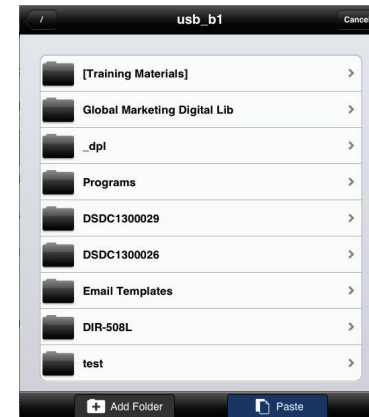 / usb_b1 Cancel
[Training Materials]
Global Marketing Digital Lib
_dpl
Programs
DSDC1300029
DSDC1300026
Email Templates
DIR-508L
test
Add Folder Paste